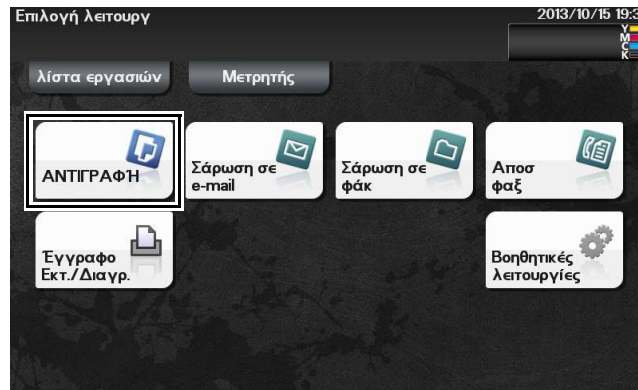 Επιλογή λειτουργ
2013/10/15 19:3
Y
M
C
K
λίστα εργασιών
Μετρητής
ΑΝΤΙΓΡΑΦΉ
Σάρωση σε
e-mail
Σάρωση σε
φάκ
Αποσ
φαξ
Έγγραφο
Εκτ./Διαγρ.
Βοηθητικές
λειτουργίες